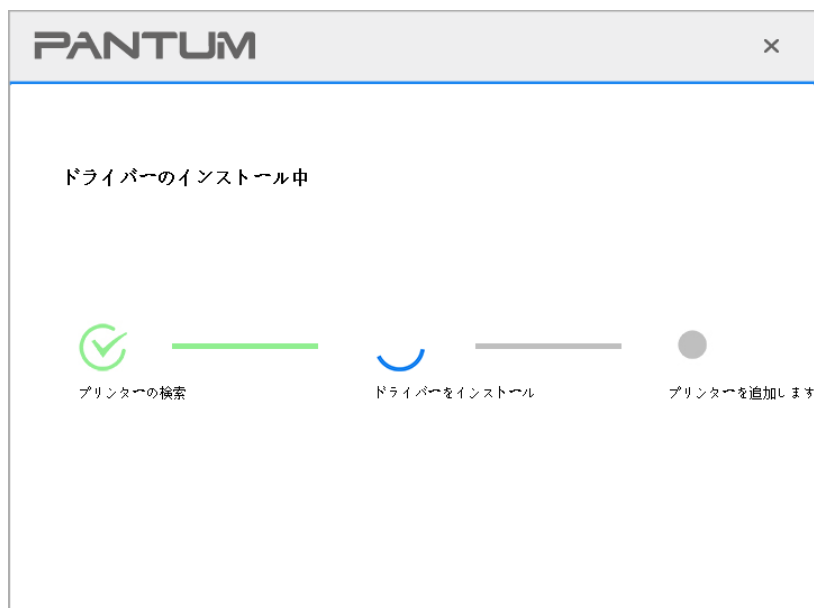 PANTUM
ドライバーのインストール中
プリンターの検索
ドライバーをインストール
プリンターを追加します